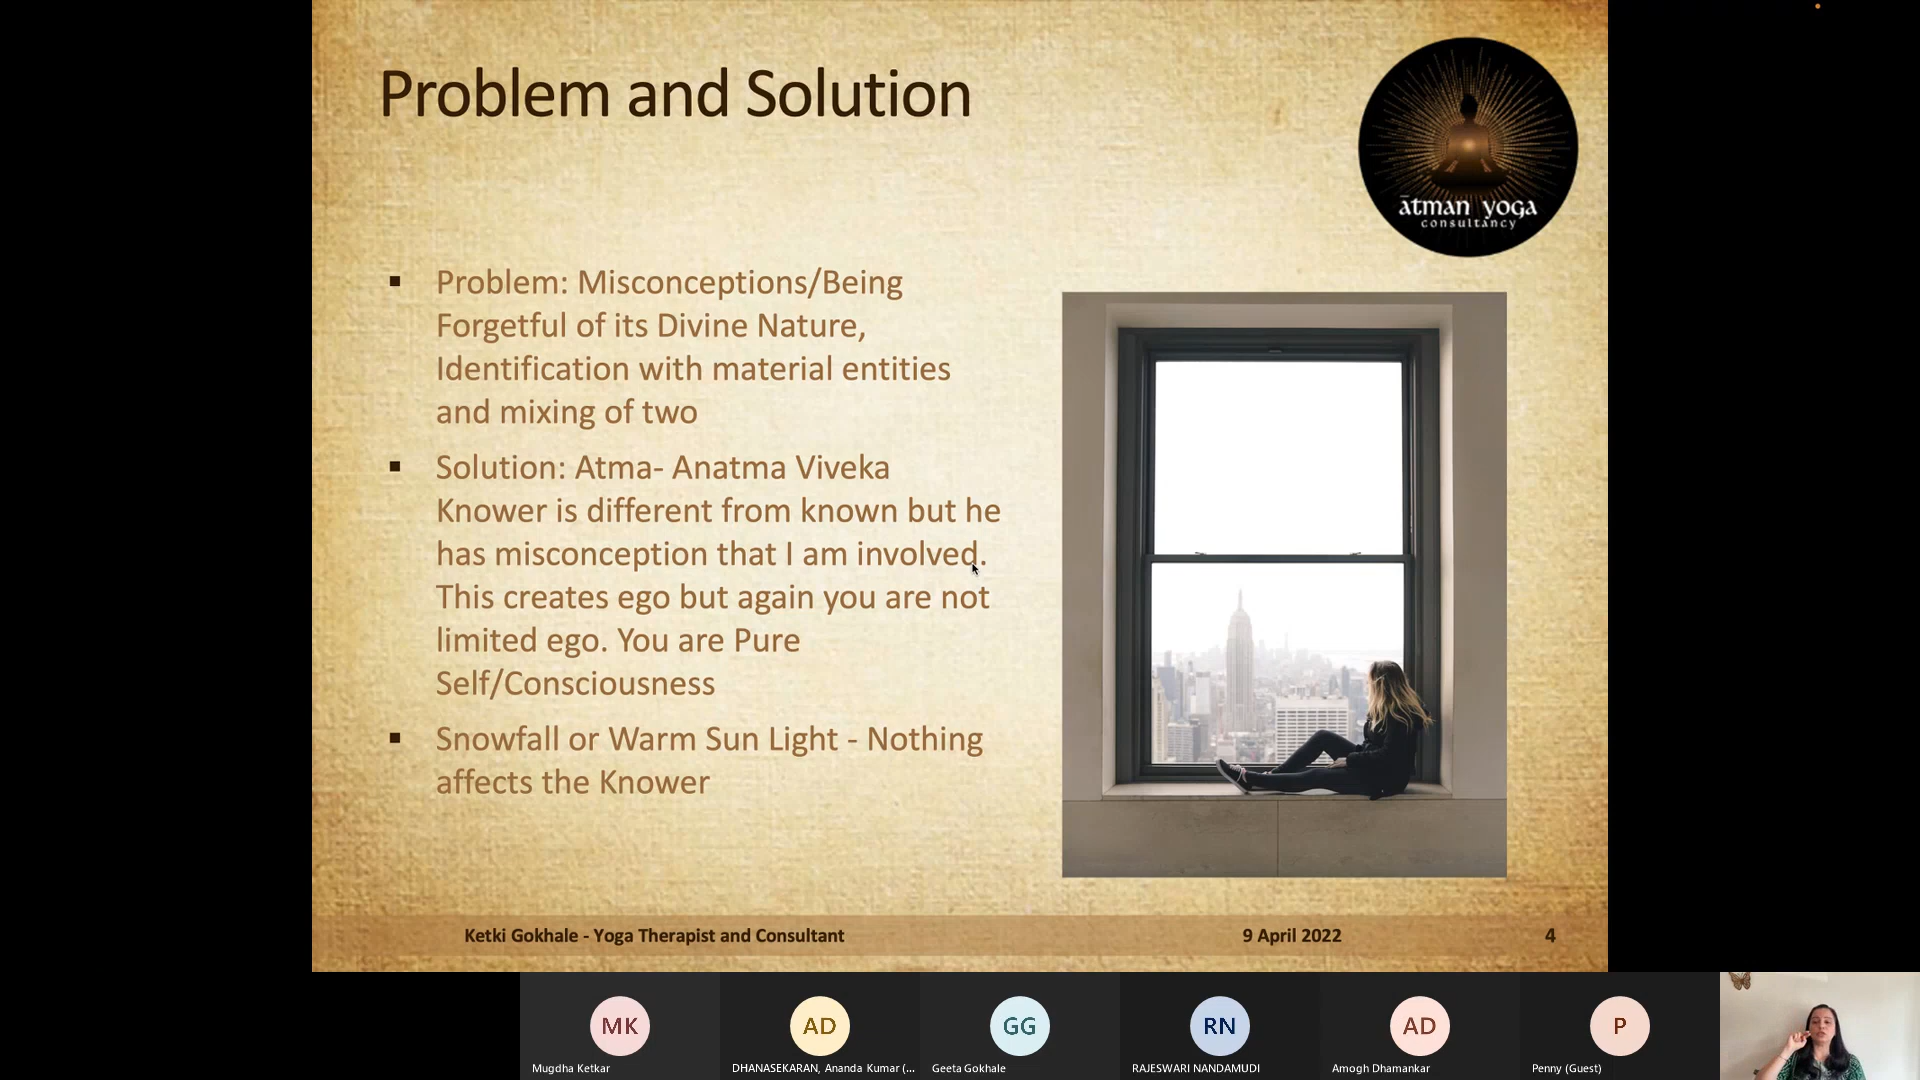 Problem and Solution
ātman yoga
consultancy
Problem: Misconceptions/Being
Forgetful of its Divine Nature,
Identification with material entities
and mixing of two
Solution: Atma- Anatma Viveka
Knower is different from known but he
has misconception that I am involved.
This creates ego but again you are not
limited ego. You are Pure
Self/Consciousness
Snowfall or Warm Sun Light - Nothing
affects the Knower
Ketki Gokhale - Yoga Therapist and Consultant
9 April 2022
4
MK
AD
GG
RN
AD
P
Mugdha Ketkar
DHANASEKARAN, Ananda Kumar (...
Geeta Gokhale
RAJESWARI NANDAMUDI
Amogh Dhamankar
Penny (Guest)